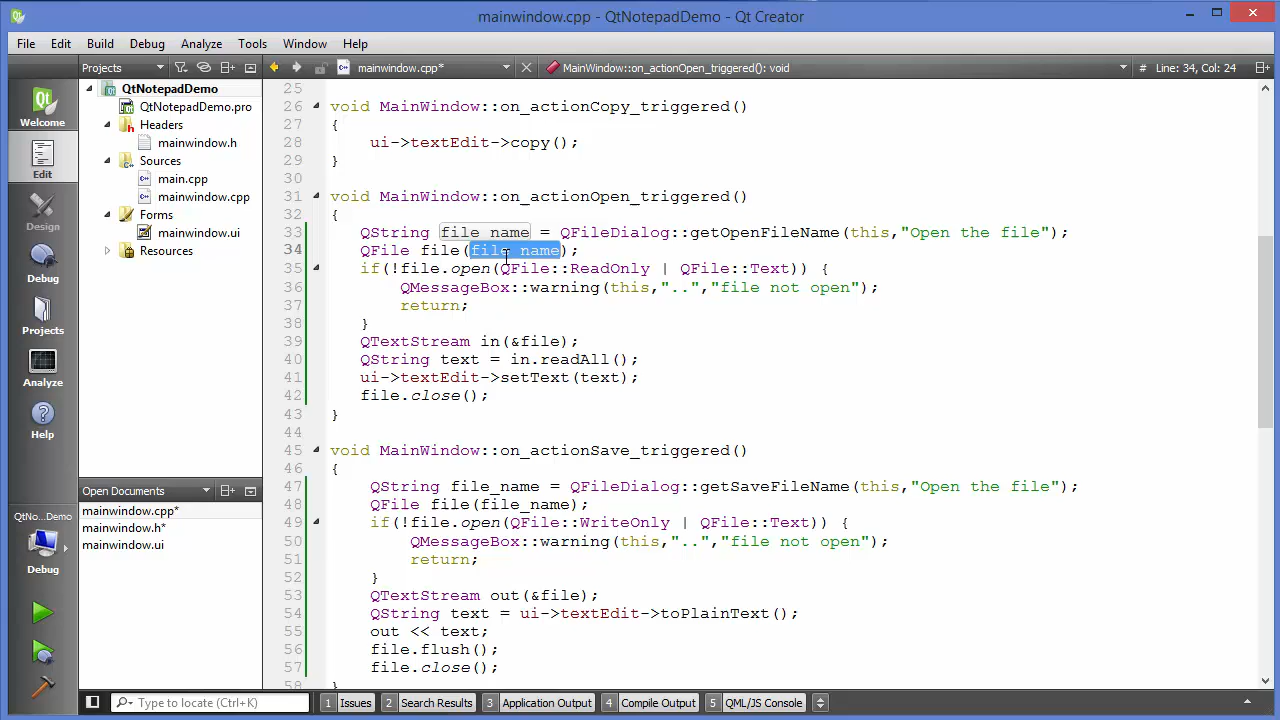 mainwindow.cpp - QtNotepadDemo - Qt Creator
File Edit Build Debug Analyze Tools Window Help
Projects mainwindow.cpp* MainWindow::on_actionOpen_triggered(): void # Line: 34, Col: 24
Welcome
Edit
Design
Debug
Projects
Analyze
Help
QtNo...Demo
Debug
QtNotepadDemo
QtNotepadDemo.pro
Headers
mainwindow.h
Sources
main.cpp
mainwindow.cpp
Forms
mainwindow.ui
Resources
Open Documents
mainwindow.cpp*
mainwindow.h*
mainwindow.ui
25
26 void MainWindow::on_actionCopy_triggered()
27 {
28 ui->textEdit->copy();
29 }
30
31 void MainWindow::on_actionOpen_triggered()
32 {
33 QString file_name = QFileDialog::getOpenFileName(this,"Open the file");
34 QFile file(file_name);
35 if(!file.open(QFile::ReadOnly | QFile::Text)) {
36 QMessageBox::warning(this,"..","file not open");
37 return;
38 }
39 QTextStream in(&file);
40 QString text = in.readAll();
41 ui->textEdit->setText(text);
42 file.close();
43 }
44
45 void MainWindow::on_actionSave_triggered()
46 {
47 QString file_name = QFileDialog::getSaveFileName(this,"Open the file");
48 QFile file(file_name);
49 if(!file.open(QFile::WriteOnly | QFile::Text)) {
50 QMessageBox::warning(this,"..","file not open");
51 return;
52 }
53 QTextStream out(&file);
54 QString text = ui->textEdit->toPlainText();
55 out << text;
56 file.flush();
57 file.close();
58 }
Type to locate (Ctrl+K) 1 Issues 2 Search Results 3 Application Output 4 Compile Output 5 QML/JS Console